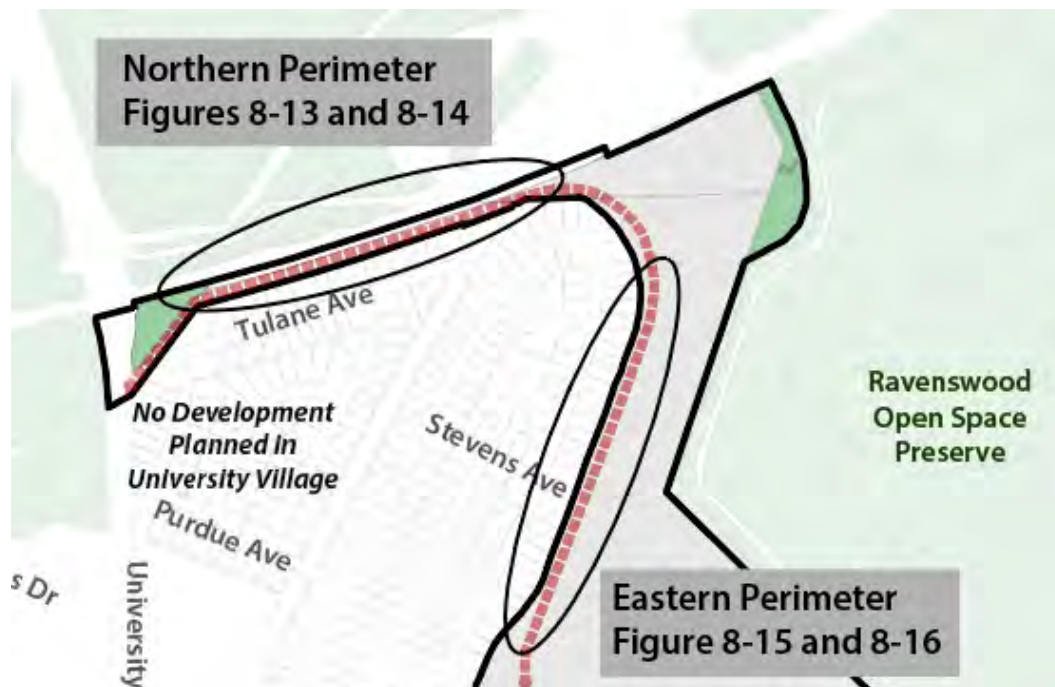 Northern Perimeter
Figures 8-13 and 8-14
Tulane Ave
No Development
Planned In
University Village
Stevens Ave
Purdue Ave
s Dr
University
Ravenswood
Open Space
Preserve
Eastern Perimeter
Figure 8-15 and 8-16